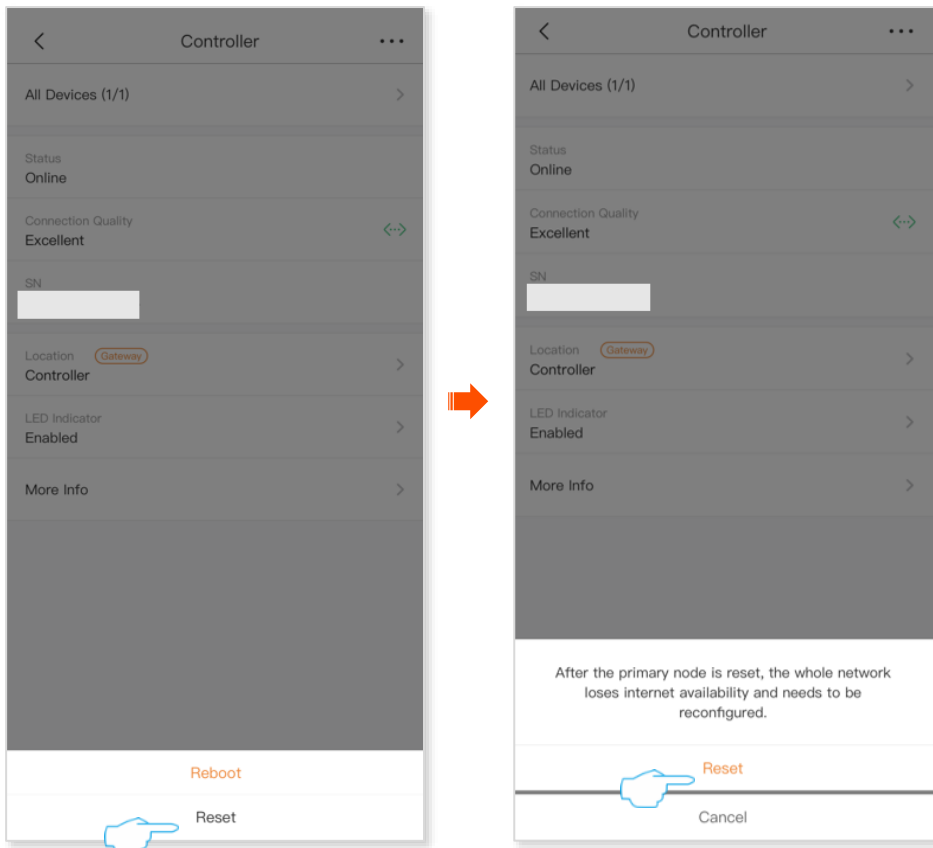 Controller
All Devices (1/1)
Status
Online
Connection Quality
Excellent
SN
Location Gateway
Controller
LED Indicator
Enabled
More Info
Reboot
Reset
Controller
All Devices (1/1)
Status
Online
Connection Quality
Excellent
SN
Location Gateway
Controller
LED Indicator
Enabled
More Info
After the primary node is reset, the whole network
loses internet availability and needs to be
reconfigured.
Reset
Cancel